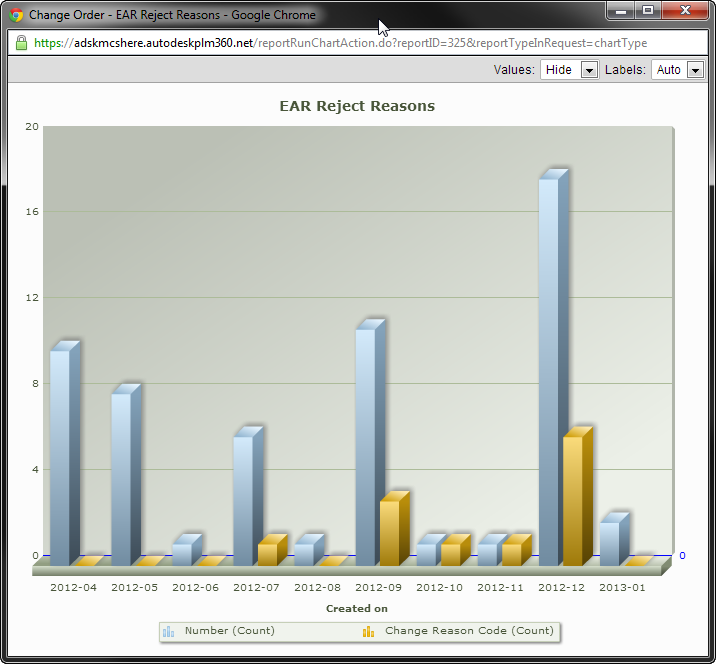 Change Order - EAR Reject Reasons - Google Chrome
https://adskmcshere.autodeskplm360.net/reportRunChartAction.do?reportID=325&reportTypeInRequest=chartType
Values: Hide Labels: Auto
EAR Reject Reasons
20
16
12
8
4
0 0
2012-04 2012-05 2012-06 2012-07 2012-08 2012-09 2012-10 2012-11 2012-12 2013-01
Created on
Number (Count) Change Reason Code (Count)